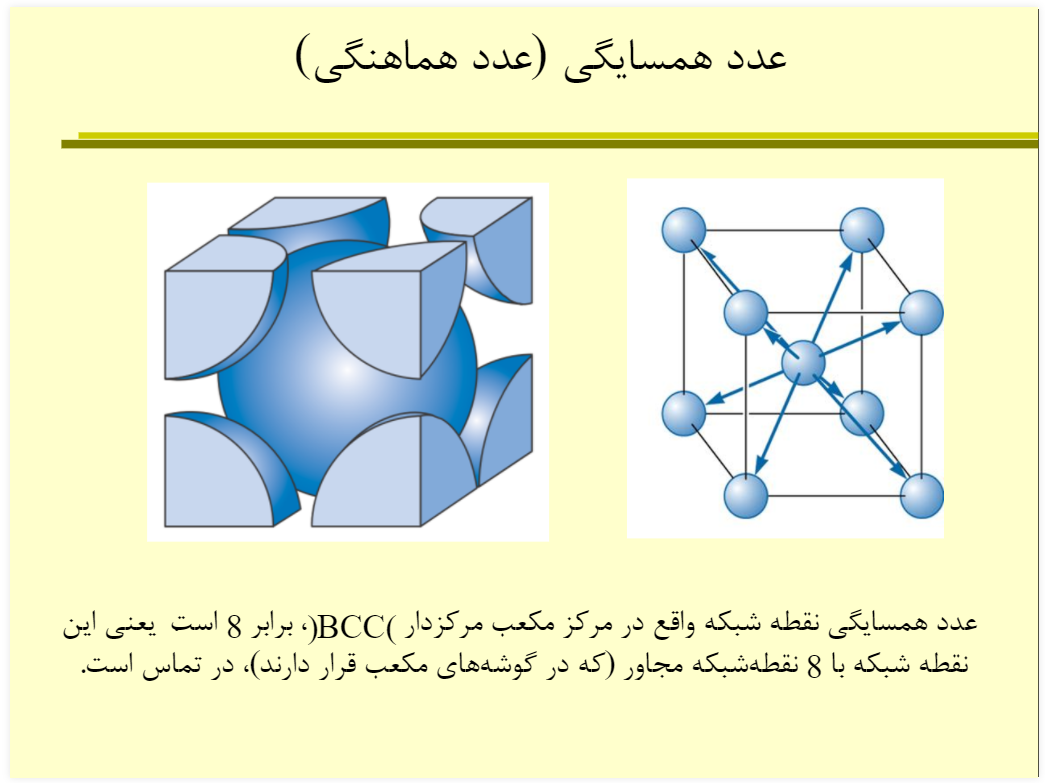 عدد همسایگی (عدد هماهنگی)
عدد همسایگی نقطه شبکه واقع در مرکز مکعب مرکزدار )BCC(، برابر 8 است یعنی این
نقطه شبکه با 8 نقطه‌شبکه مجاور (که در گوشه‌های مکعب قرار دارند)، در تماس است.